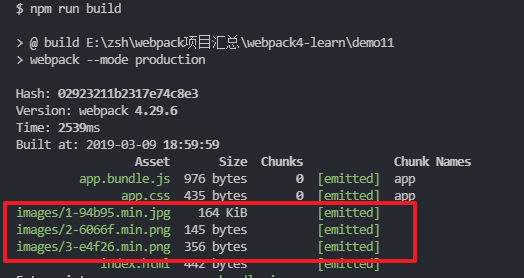 $ npm run build
> @ build E:\zsh\webpack项目汇总\webpack4-learn\demo11
> webpack --mode production
Hash: 02923211b2317e74c8e3
Version: webpack 4.29.6
Time: 2539ms
Built at: 2019-03-09 18:59:59
Asset Size Chunks Chunk Names
app.bundle.js 976 bytes 0 [emitted] app
app.css 435 bytes 0 [emitted] app
images/1-94b95.min.jpg 164 KiB [emitted]
images/2-6066f.min.png 145 bytes [emitted]
images/3-e4f26.min.png 356 bytes [emitted]
index.html 442 bytes [emitted]